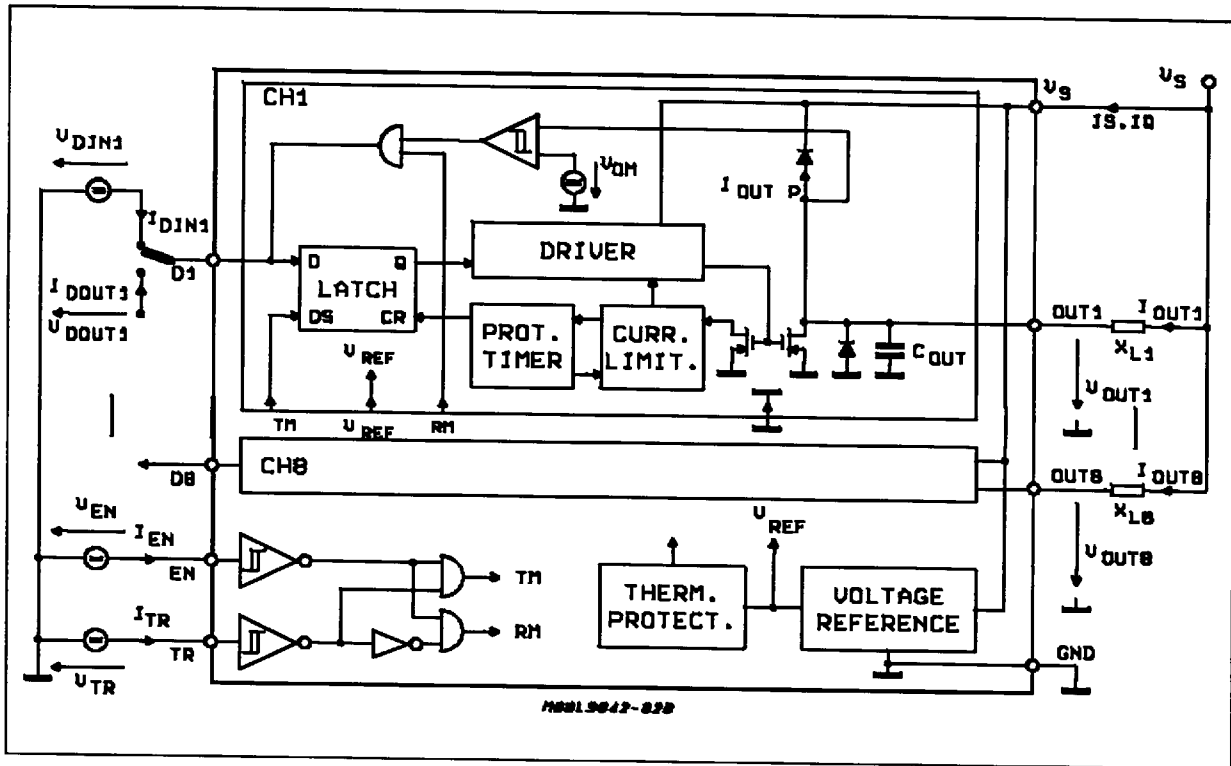 CH1
VS
VS
IS.IQ
VDIN1
IDIN1
VDM
IOUT P
DRIVER
D1
D Q
LATCH
DS CR
IDOUT1
VDOUT1
PROT.
TIMER
CURR.
LIMIT.
COUT
OUT1
IOUT1
XL1
VOUT1
VREF
TM
VREF
RM
CH8
D8
OUT8
IOUT8
XL8
VOUT8
VEN
IEN
EN
TM
VREF
THERM.
PROTECT.
VOLTAGE
REFERENCE
ITR
TR
RM
VTR
GND